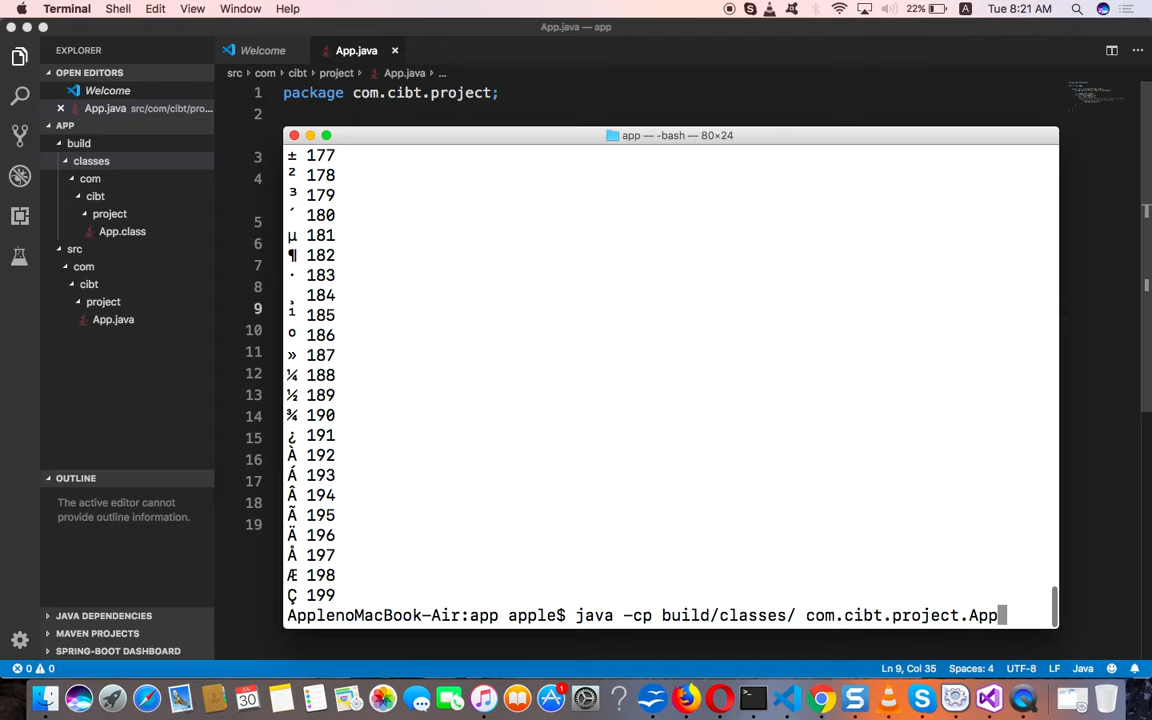 Terminal Shell Edit View Window Help 22% A Tue 8:21 AM
App.java — app
EXPLORER
Welcome App.java
OPEN EDITORS
Welcome
App.java src/com/cibt/pro...
src com cibt project App.java ...
APP
build
classes
com
cibt
project
App.class
src
com
cibt
project
App.java
OUTLINE
The active editor cannot
provide outline information.
JAVA DEPENDENCIES
MAVEN PROJECTS
SPRING-BOOT DASHBOARD
1 package com.cibt.project;
2
3
4
5
6
7
8
9
10
11
12
13
14
15
16
17
18
19
app — -bash — 80×24
± 177
² 178
³ 179
´ 180
µ 181
¶ 182
· 183
¸ 184
¹ 185
º 186
» 187
¼ 188
½ 189
¾ 190
¿ 191
À 192
Á 193
Â 194
Ã 195
Ä 196
Å 197
Æ 198
Ç 199
ApplenoMacBook-Air:app apple$ java -cp build/classes/ com.cibt.project.App
0 0 Ln 9, Col 35 Spaces: 4 UTF-8 LF Java
JUL
30
1